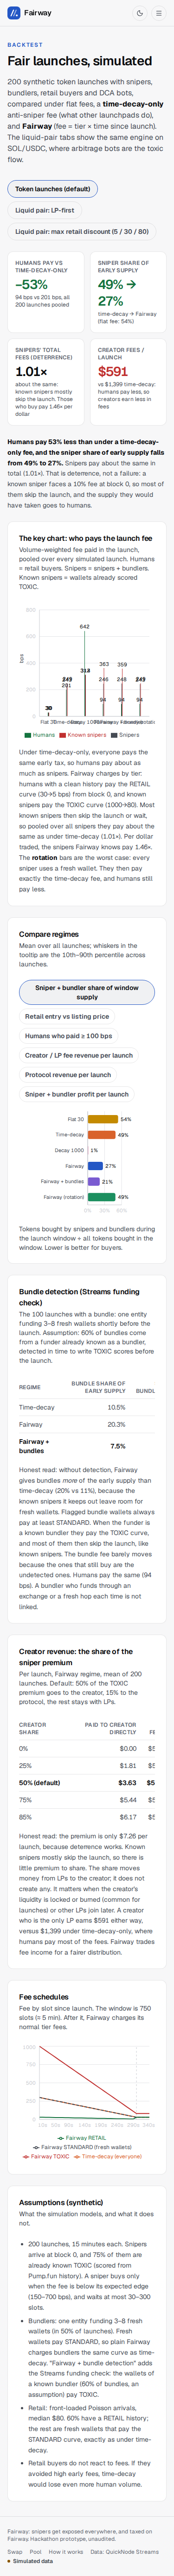 Fairway
BACKTEST
Fair launches, simulated
200 synthetic token launches with snipers,
bundlers, retail buyers and DCA bots,
compared under flat fees, a time-decay-only
anti-sniper fee (what other launchpads do),
and Fairway (fee = tier × time since launch).
The liquid-pair tabs show the same engine on
SOL/USDC, where arbitrage bots are the toxic
flow.
Token launches (default)
Liquid pair: LP-first
Liquid pair: max retail discount (5 / 30 / 80)
HUMANS PAY VS
TIME-DECAY-ONLY
−53%
94 bps vs 201 bps, all
200 launches pooled
SNIPER SHARE OF
EARLY SUPPLY
49% →
27%
time-decay → Fairway
(flat fee: 54%)
SNIPERS' TOTAL
FEES (DETERRENCE)
1.01×
about the same:
known snipers mostly
skip the launch. Those
who buy pay 1.46× per
dollar
CREATOR FEES /
LAUNCH
$591
vs $1,399 time-decay:
humans pay less, so
creators earn less in
fees
Humans pay 53% less than under a time-decay-
only fee, and the sniper share of early supply falls
from 49% to 27%. Snipers pay about the same in
total (1.01×). That is deterrence, not a failure: a
known sniper faces a 10% fee at block 0, so most of
them skip the launch, and the supply they would
have taken goes to humans.
The key chart: who pays the launch fee
Volume-weighted fee paid in the launch,
pooled over every simulated launch. Humans
= retail buyers. Snipers = snipers + bundlers.
Known snipers = wallets already scored
TOXIC.
bps
800
600
400
200
0
642
363
359
246
248
201
94
94
Humans
Known snipers
Snipers
Under time-decay-only, everyone pays the
same early tax, so humans pay as much
as snipers. Fairway charges by tier:
humans with a clean history pay the RETAIL
curve (30→5 bps) from block 0, and known
snipers pay the TOXIC curve (1000→80). Most
known snipers then skip the launch or wait,
so pooled over all snipers they pay about the
same as under time-decay (1.01×). Per dollar
traded, the snipers Fairway knows pay 1.46×.
The rotation bars are the worst case: every
sniper uses a fresh wallet. They then pay
exactly the time-decay fee, and humans still
pay less.
Compare regimes
Mean over all launches; whiskers in the
tooltip are the 10th–90th percentile across
launches.
Sniper + bundler share of window
supply
Retail entry vs listing price
Humans who paid ≥ 100 bps
Creator / LP fee revenue per launch
Protocol revenue per launch
Sniper + bundler profit per launch
Flat 30
54%
Time-decay
49%
Decay 1000
1%
Fairway
27%
Fairway + bundles
21%
Fairway (rotation)
49%
0%
30%
60%
Tokens bought by snipers and bundlers during
the launch window ÷ all tokens bought in the
window. Lower is better for buyers.
Bundle detection (Streams funding
check)
The 100 launches with a bundle: one entity
funding 3–8 fresh wallets shortly before the
launch. Assumption: 60% of bundles come
from a funder already known as a bundler,
detected in time to write TOXIC scores before
the launch.
REGIME
BUNDLE SHARE OF
EARLY SUPPLY
BUNDL
Time-decay
10.5%
Fairway
20.3%
Fairway +
bundles
7.5%
Honest read: without detection, Fairway
gives bundlers more of the early supply than
time-decay (20% vs 11%), because the
known snipers it keeps out leave room for
fresh wallets. Flagged bundle wallets always
pay at least STANDARD. When the funder is
a known bundler they pay the TOXIC curve,
and most of them then skip the launch, like
known snipers. The bundle fee barely moves
because the ones that still buy are the
undetected ones. Humans pay the same (94
bps). A bundler who funds through an
exchange or a fresh hop each time is not
linked.
Creator revenue: the share of the
sniper premium
Per launch, Fairway regime, mean of 200
launches. Default: 50% of the TOXIC
premium goes to the creator, 15% to the
protocol, the rest stays with LPs.
CREATOR
SHARE
PAID TO CREATOR
DIRECTLY
0%
$0.00
25%
$1.81
50% (default)
$3.63
75%
$5.44
85%
$6.17
Honest read: the premium is only $7.26 per
launch, because deterrence works. Known
snipers mostly skip the launch, so there is
little premium to share. The share moves
money from LPs to the creator; it does not
create any. It matters when the creator's
liquidity is locked or burned (common for
launches) or other LPs join later. A creator
who is the only LP earns $591 either way,
versus $1,399 under time-decay-only, where
humans pay most of the fees. Fairway trades
fee income for a fairer distribution.
Fee schedules
Fee by slot since launch. The window is 750
slots (≈ 5 min). After it, Fairway charges its
normal tier fees.
1000
750
500
250
0
Fairway RETAIL
Fairway STANDARD (fresh wallets)
Fairway TOXIC
Time-decay (everyone)
Assumptions (synthetic)
What the simulation models, and what it does
not.
200 launches, 15 minutes each. Snipers
arrive at block 0, and 75% of them are
already known TOXIC (scored from
Pump.fun history). A sniper buys only
when the fee is below its expected edge
(150–700 bps), and waits at most 30–300
slots.
Bundlers: one entity funding 3–8 fresh
wallets (in 50% of launches). Fresh
wallets pay STANDARD, so plain Fairway
charges bundlers the same curve as time-
decay. "Fairway + bundle detection" adds
the Streams funding check: the wallets of
a known bundler (60% of bundles, an
assumption) pay TOXIC.
Retail: front-loaded Poisson arrivals,
median $80. 60% have a RETAIL history;
the rest are fresh wallets that pay the
STANDARD curve, exactly as under time-
decay.
Retail buyers do not react to fees. If they
avoided high early fees, time-decay
would lose even more human volume.
Fairway: snipers get exposed everywhere, and taxed on
Fairway. Hackathon prototype, unaudited.
Swap
Pool
How it works
Data: QuickNode Streams
Simulated data